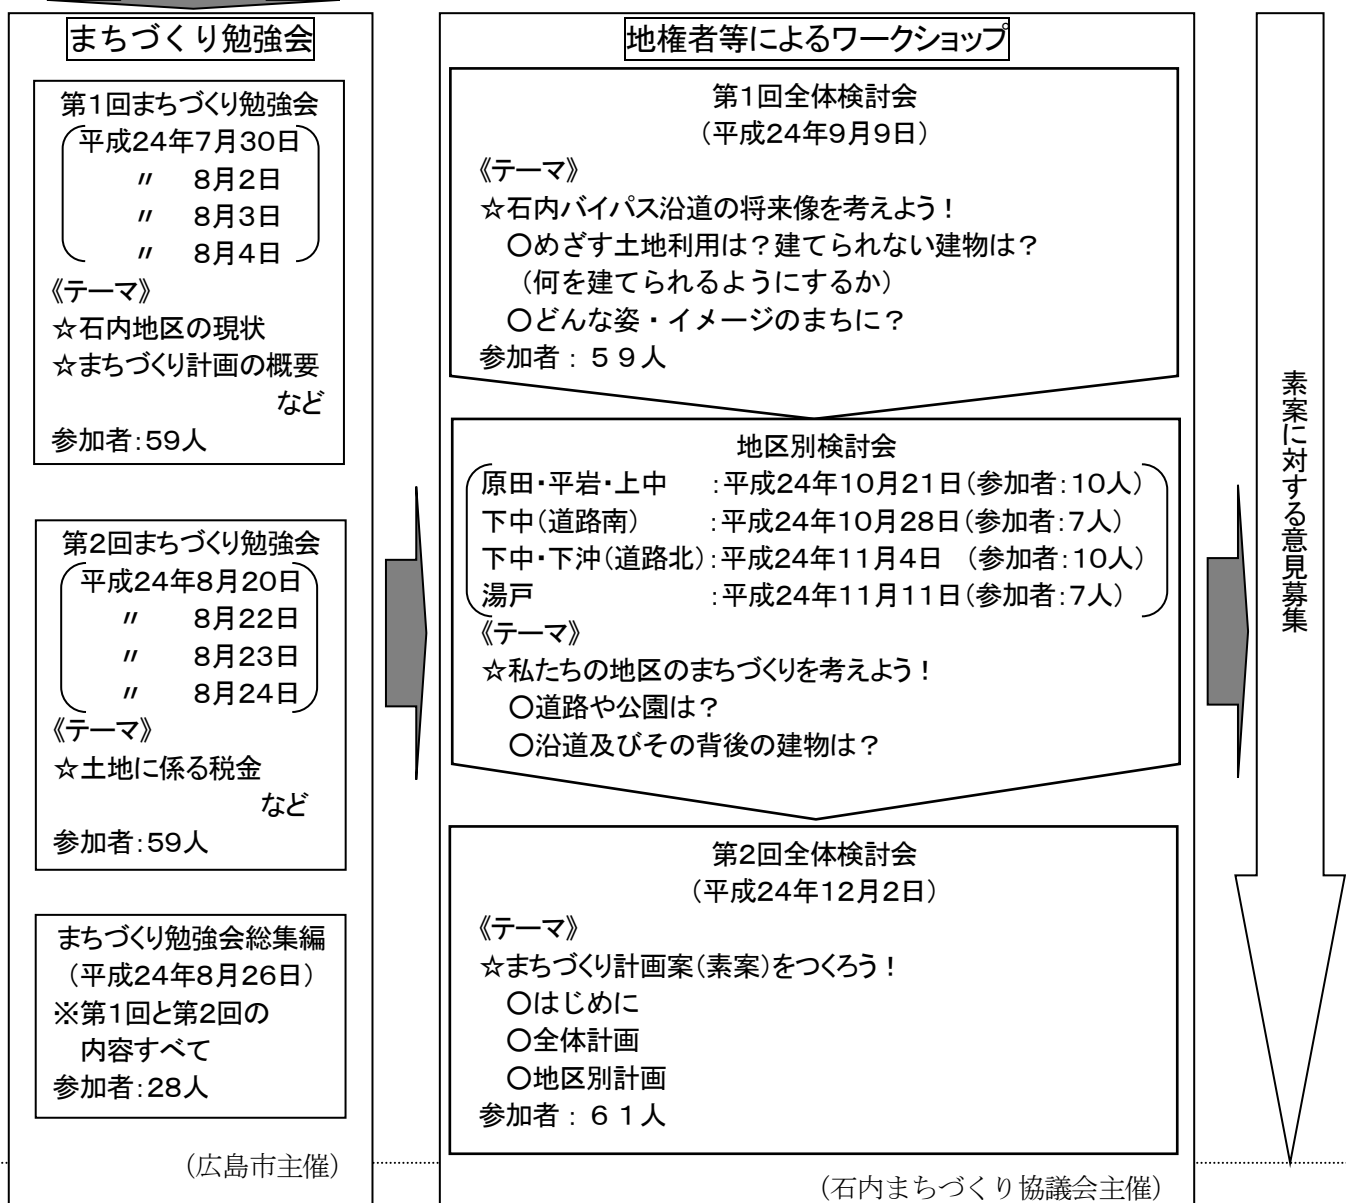 まちづくり勉強会
第1回まちづくり勉強会
平成24年7月30日
〃 8月2日
〃 8月3日
〃 8月4日
《テーマ》
☆石内地区の現状
☆まちづくり計画の概要
など
参加者:59人
第2回まちづくり勉強会
平成24年8月20日
〃 8月22日
〃 8月23日
〃 8月24日
《テーマ》
☆土地に係る税金
など
参加者:59人
まちづくり勉強会総集編
(平成24年8月26日)
※第1回と第2回の
内容すべて
参加者:28人
(広島市主催)
地権者等によるワークショップ
第1回全体検討会
(平成24年9月9日)
《テーマ》
☆石内バイパス沿道の将来像を考えよう!
○めざす土地利用は?建てられない建物は?
(何を建てられるようにするか)
○どんな姿・イメージのまちに?
参加者:59人
地区別検討会
原田・平岩・上中 :平成24年10月21日(参加者:10人)
下中(道路南) :平成24年10月28日(参加者:7人)
下中・下沖(道路北):平成24年11月4日 (参加者:10人)
湯戸 :平成24年11月11日(参加者:7人)
《テーマ》
☆私たちの地区のまちづくりを考えよう!
○道路や公園は?
○沿道及びその背後の建物は?
第2回全体検討会
(平成24年12月2日)
《テーマ》
☆まちづくり計画案(素案)をつくろう!
○はじめに
○全体計画
○地区別計画
参加者:61人
(石内まちづくり協議会主催)
素案に対する意見募集